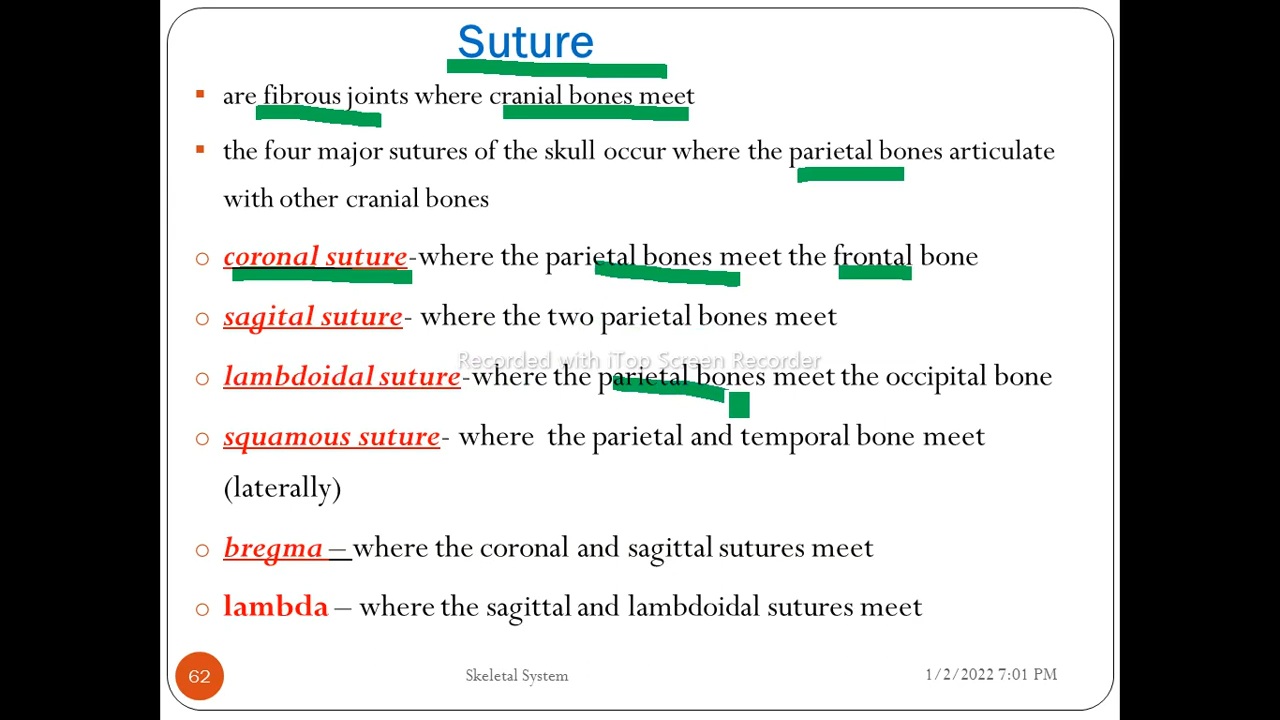 Suture
▪ are fibrous joints where cranial bones meet
▪ the four major sutures of the skull occur where the parietal bones articulate
with other cranial bones
o coronal suture-where the parietal bones meet the frontal bone
o sagital suture- where the two parietal bones meet
Recorded with iTop Screen Recorder
o lambdoidal suture-where the parietal bones meet the occipital bone
o squamous suture- where the parietal and temporal bone meet
(laterally)
o bregma – where the coronal and sagittal sutures meet
o lambda – where the sagittal and lambdoidal sutures meet
62 Skeletal System 1/2/2022 7:01 PM